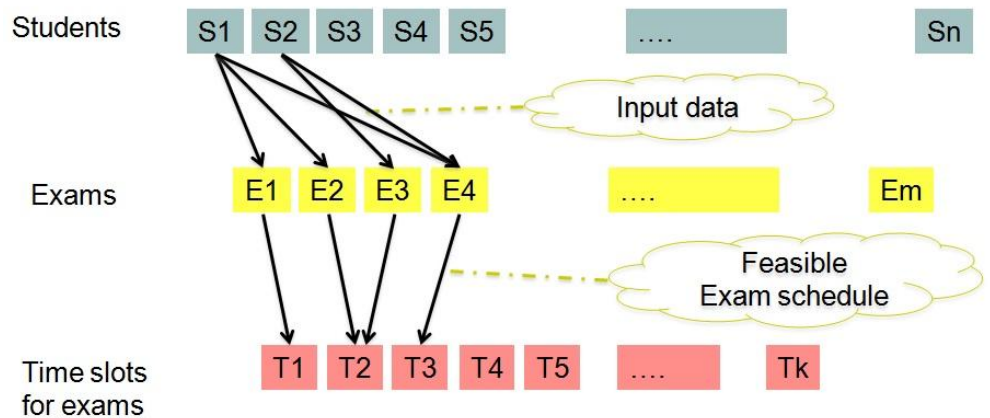 Students
S1 S2 S3 S4 S5 .... Sn
Input data
Exams
E1 E2 E3 E4 .... Em
Feasible
Exam schedule
Time slots
for exams
T1 T2 T3 T4 T5 .... Tk